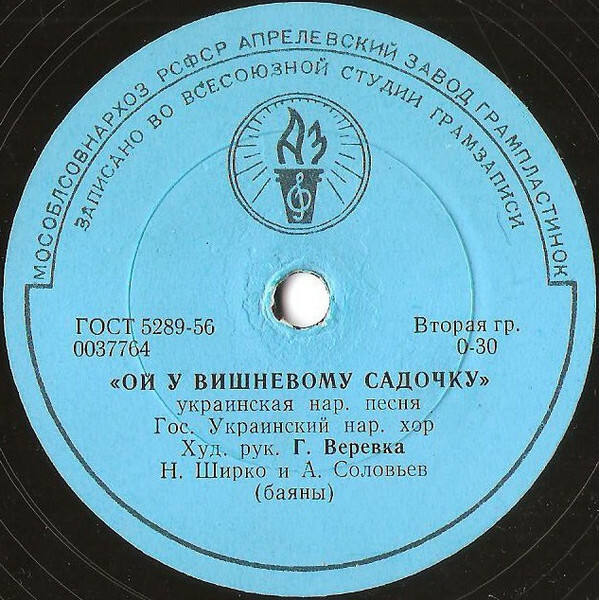 МОСОБЛСОВНАРХОЗ РСФСР АПРЕЛЕВСКИЙ ЗАВОД ГРАМПЛАСТИНОК
ЗАПИСАНО ВО ВСЕСОЮЗНОЙ СТУДИИ ГРАМЗАПИСИ
АЗ
ГОСТ 5289-56
Вторая гр.
0037764
0-30
«ОЙ У ВИШНЕВОМУ САДОЧКУ»
украинская нар. песня
Гос. Украинский нар. хор
Худ. рук. Г. Веревка
Н. Ширко и А. Соловьев
(баяны)